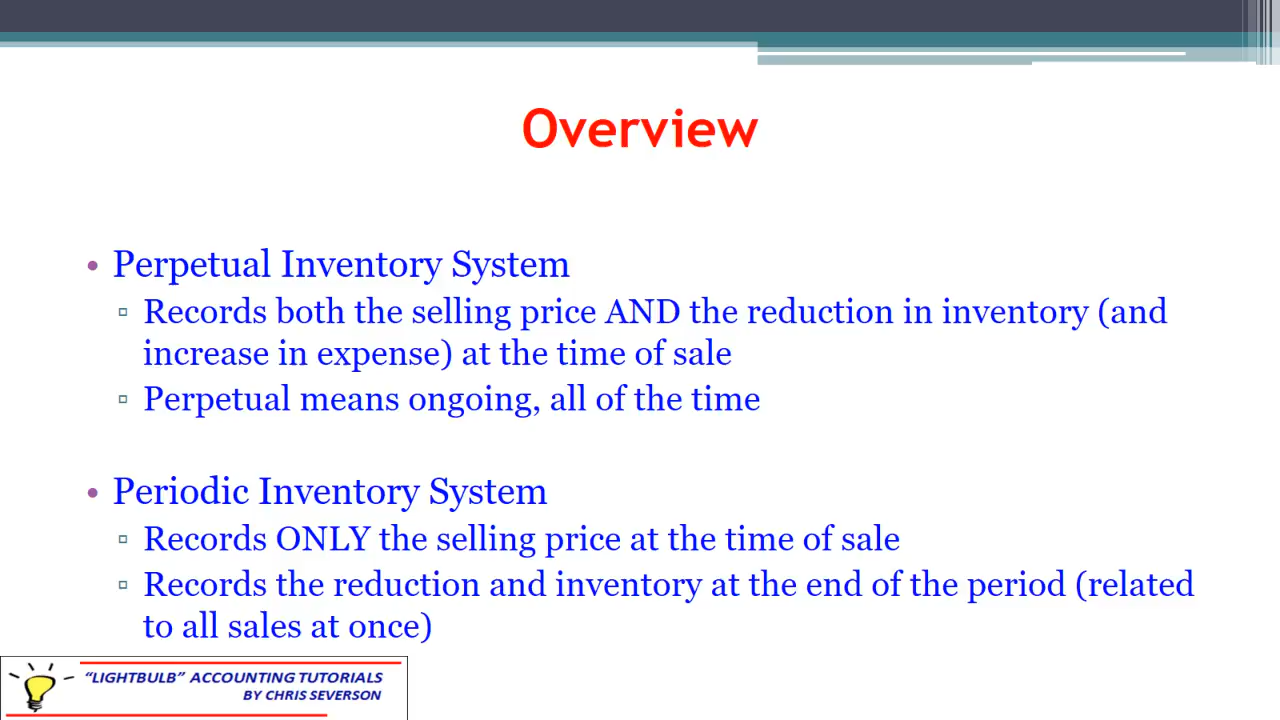 Overview
• Perpetual Inventory System
▫ Records both the selling price AND the reduction in inventory (and
increase in expense) at the time of sale
▫ Perpetual means ongoing, all of the time
• Periodic Inventory System
▫ Records ONLY the selling price at the time of sale
▫ Records the reduction and inventory at the end of the period (related
to all sales at once)
“LIGHTBULB” ACCOUNTING TUTORIALS
BY CHRIS SEVERSON